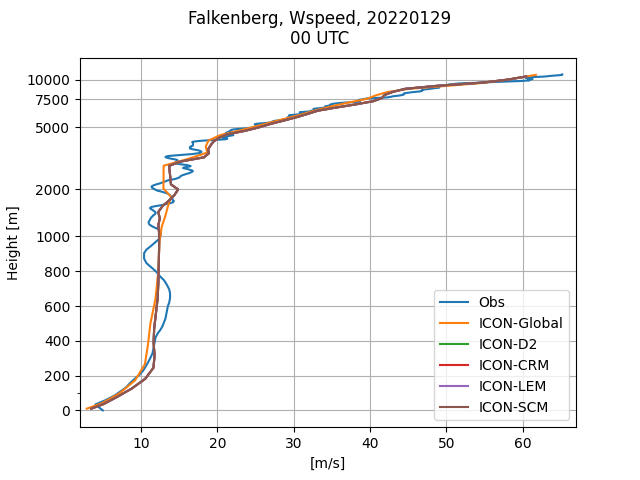 Falkenberg, Wspeed, 20220129
00 UTC
Height [m]
10000
7500
5000
2000
1000
800
600
400
200
0
10
20
30
40
50
60
[m/s]
Obs
ICON-Global
ICON-D2
ICON-CRM
ICON-LEM
ICON-SCM